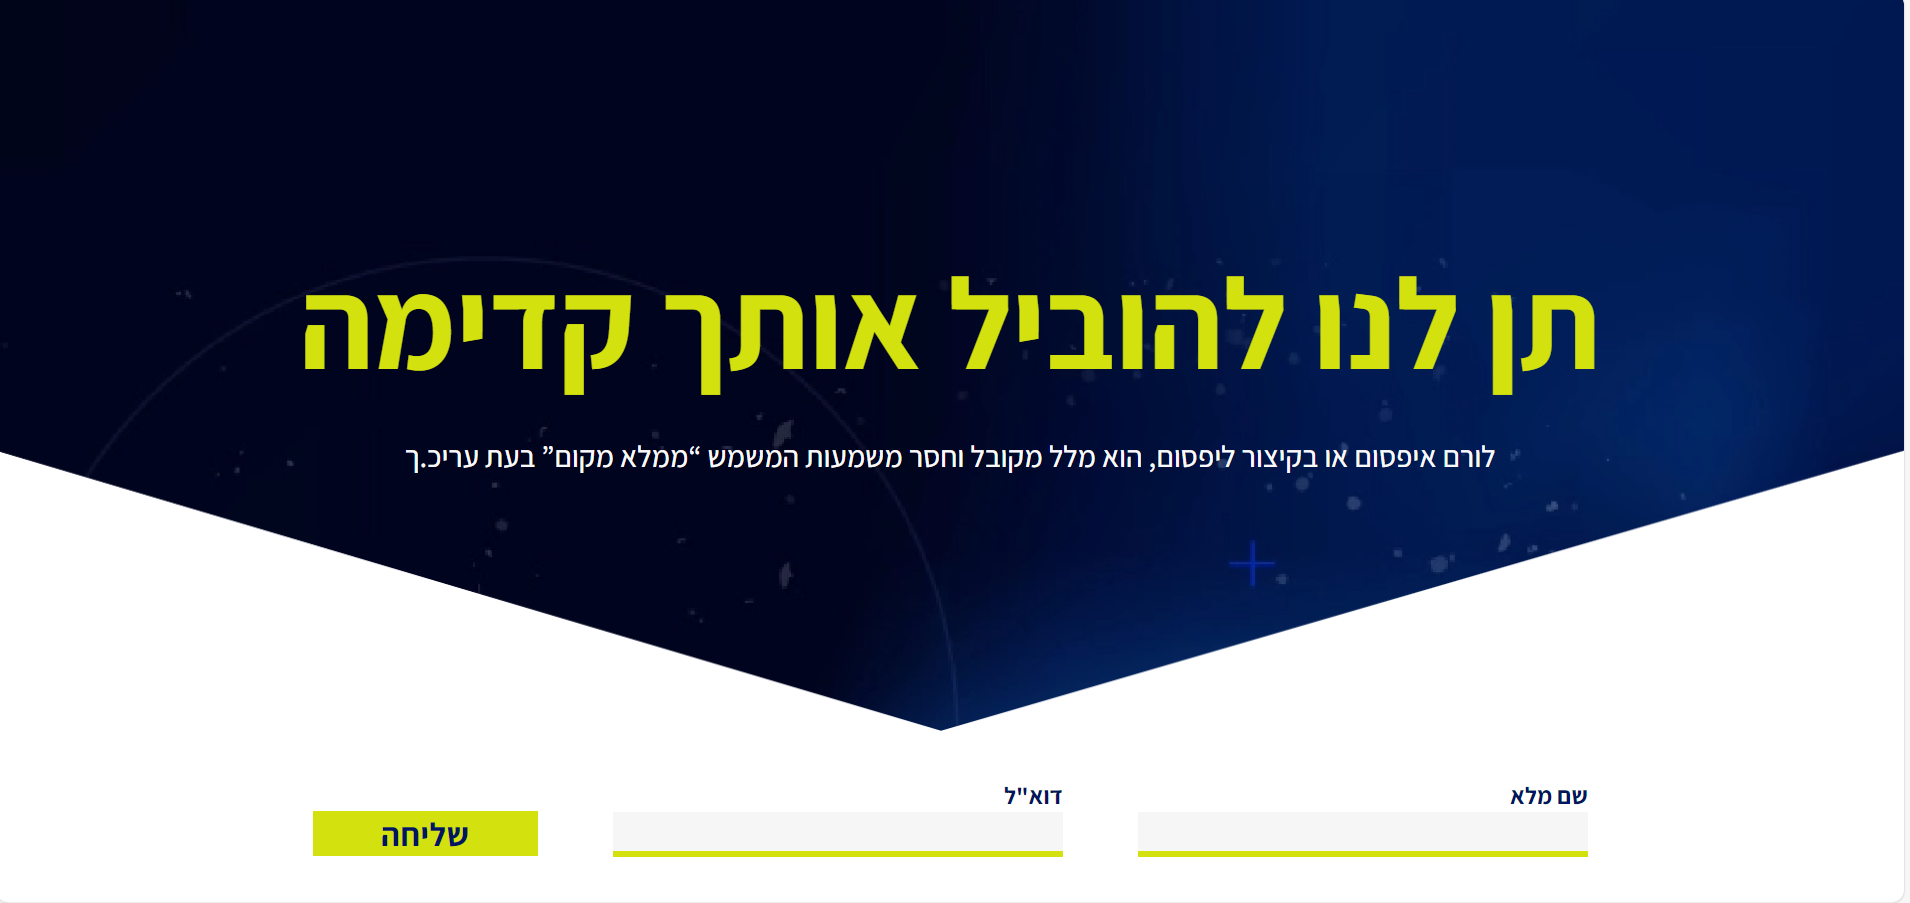 תן לנו להוביל אותך קדימה
לורם איפסום או בקיצור ליפסום, הוא מלל מקובל וחסר משמעות המשמש “ממלא מקום” בעת עריכ.ך
שם מלא
דוא"ל
שליחה